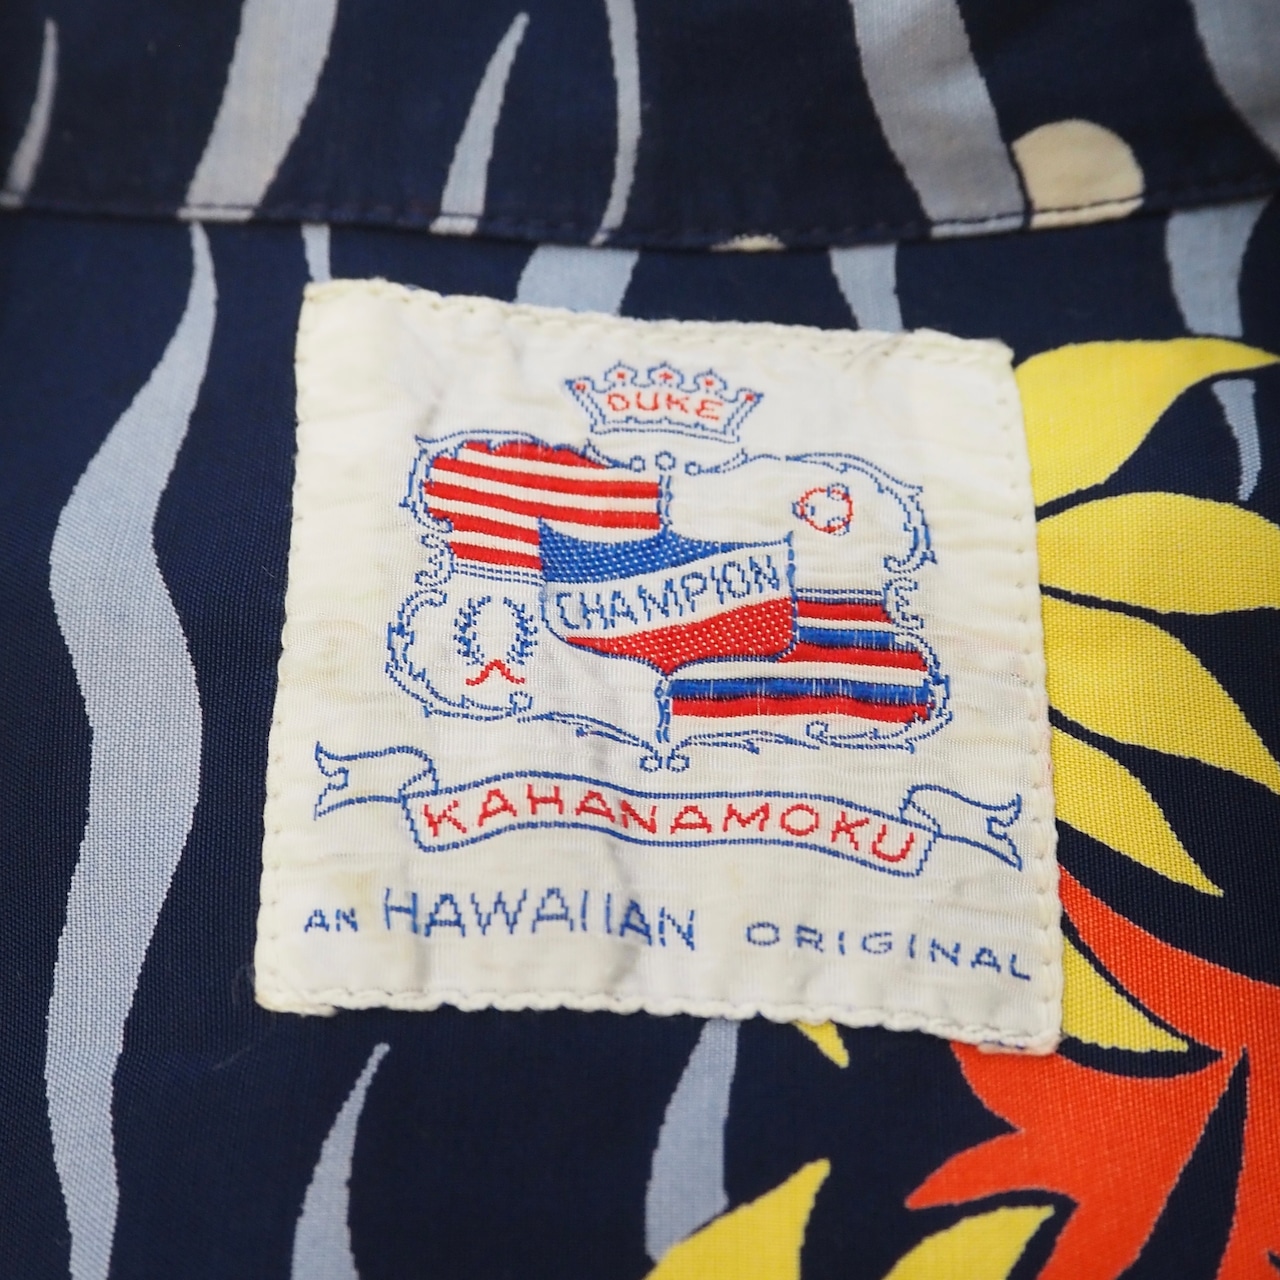 DUKE
CHAMPION
KAHANAMOKU
AN HAWAIIAN ORIGINAL